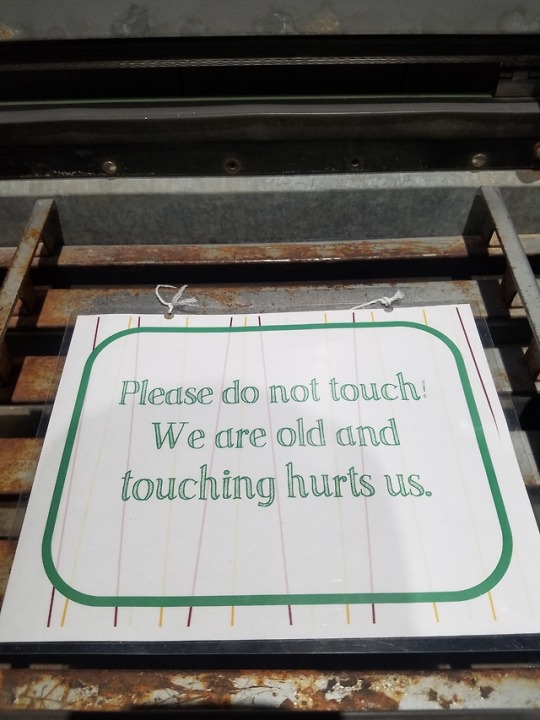 Please do not touch!
We are old and
touching hurts us.